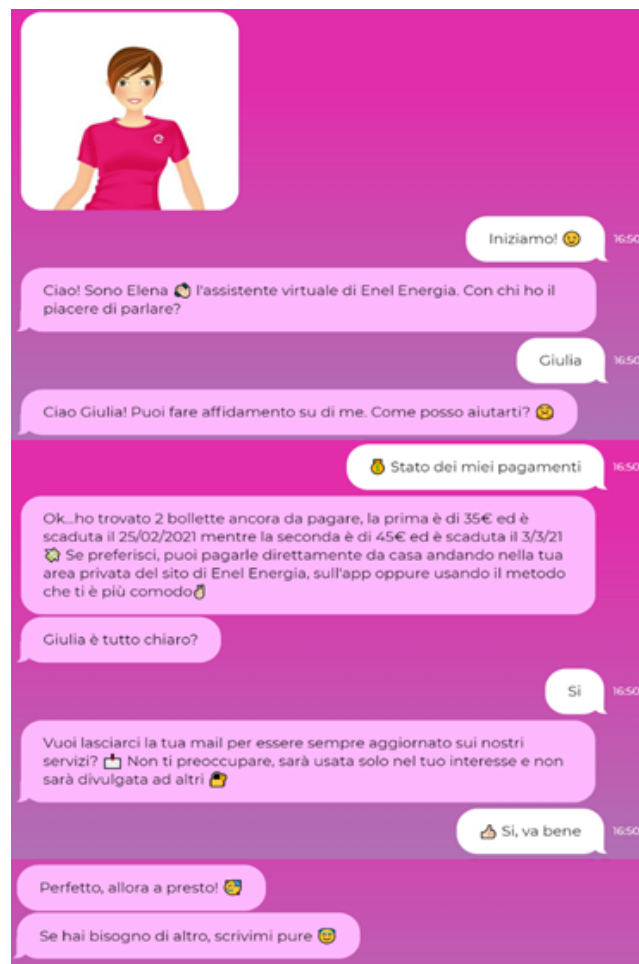 Iniziamo! 😉 16:50
Ciao! Sono Elena 👩🏻 l'assistente virtuale di Enel Energia. Con chi ho il
piacere di parlare?
Giulia 16:50
Ciao Giulia! Puoi fare affidamento su di me. Come posso aiutarti? 😊
💰 Stato dei miei pagamenti 16:50
Ok...ho trovato 2 bollette ancora da pagare, la prima è di 35€ ed è
scaduta il 25/02/2021 mentre la seconda è di 45€ ed è scaduta il 3/3/21
💸 Se preferisci, puoi pagarle direttamente da casa andando nella tua
area privata del sito di Enel Energia, sull'app oppure usando il metodo
che ti è più comodo👌🏻
Giulia è tutto chiaro?
Si 16:50
Vuoi lasciarci la tua mail per essere sempre aggiornato sui nostri
servizi? 📩 Non ti preoccupare, sarà usata solo nel tuo interesse e non
sarà divulgata ad altri 🔐
👍🏻 Si, va bene 16:50
Perfetto, allora a presto! 🥰
Se hai bisogno di altro, scrivimi pure 😇